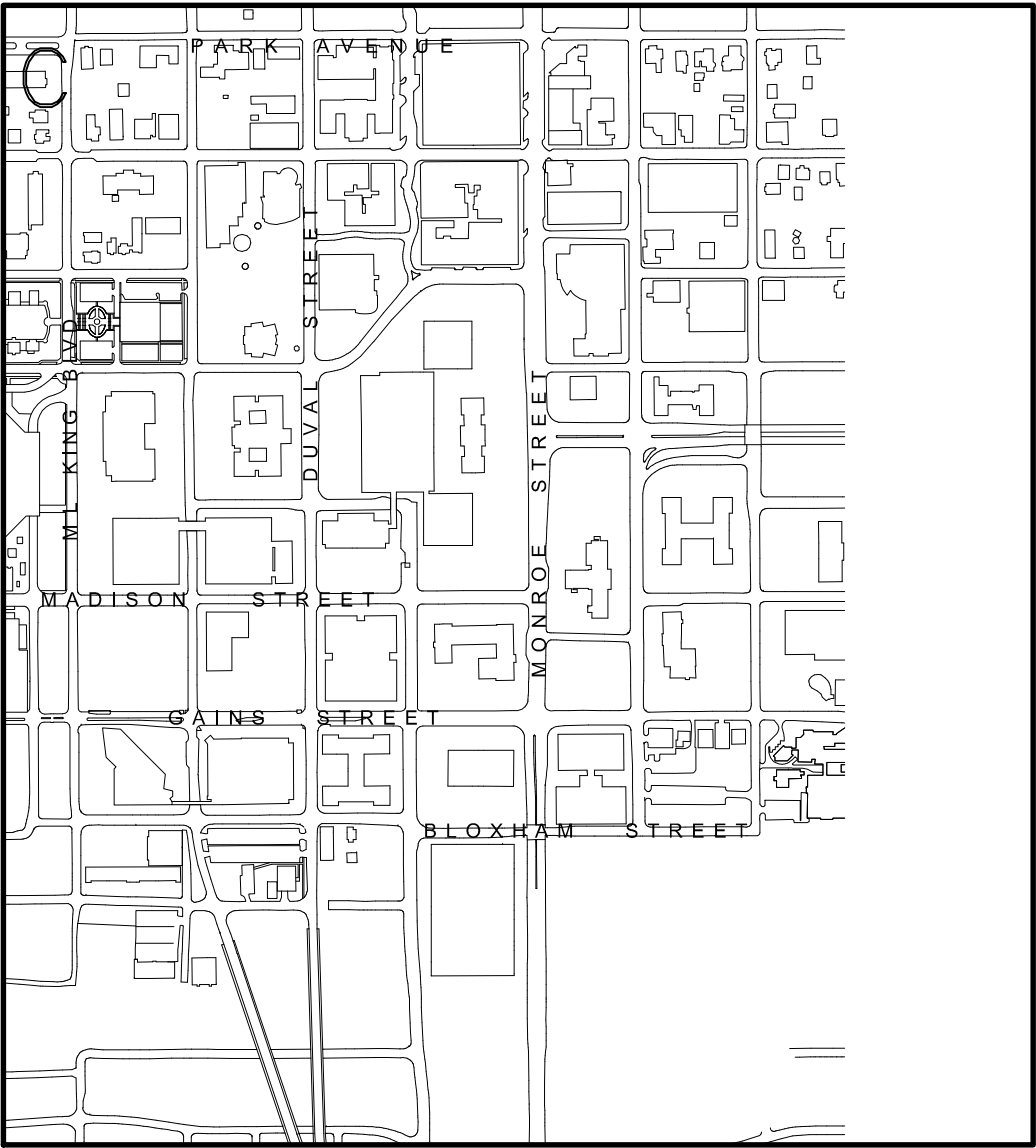 PARK AVENUE
DUVAL STREET
ML KING BLVD
MONROE STREET
MADISON STREET
GAINS STREET
BLOXHAM STREET